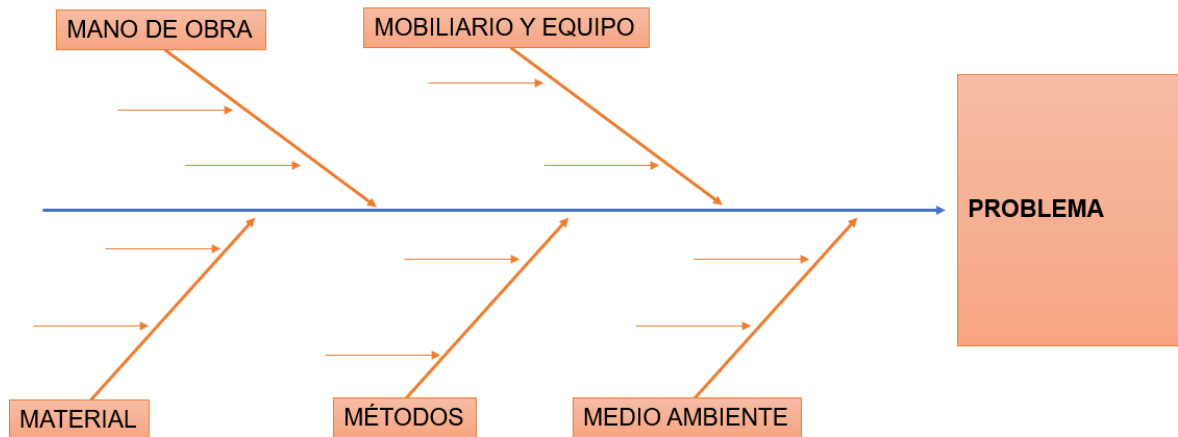 MANO DE OBRA
MOBILIARIO Y EQUIPO
PROBLEMA
MATERIAL
MÉTODOS
MEDIO AMBIENTE